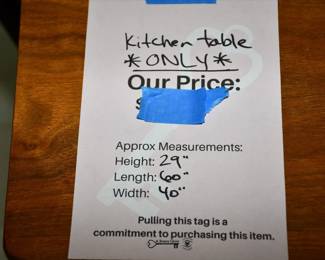 Kitchen table
*ONLY*
Our Price:
$
Approx Measurements:
Height: 29"
Length: 60"
Width: 40"
Pulling this tag is a
commitment to purchasing this item.